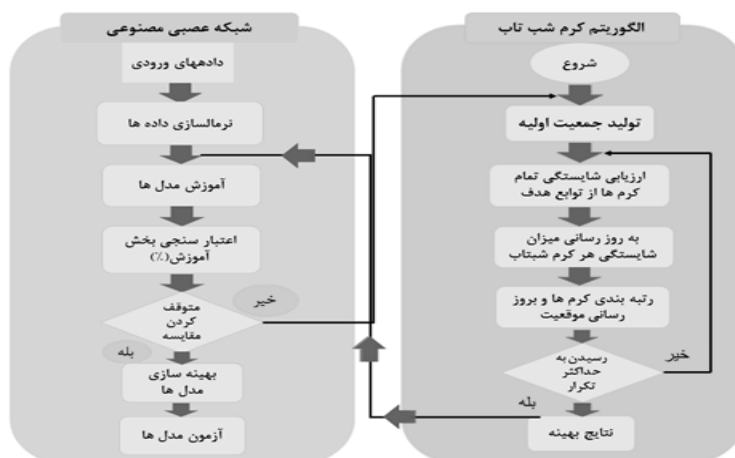 الگوریتم کرم شب تاب
شروع
تولید جمعیت اولیه
ارزیابی شایستگی تمام
کرم ها از توابع هدف
به روز رسانی میزان
شایستگی هر کرم شبتاب
رتبه بندی کرم ها و بروز
رسانی موقعیت
رسیدن به
حداکثر
تکرار
خیر
بله
نتایج بهینه
شبکه عصبی مصنوعی
دادههای ورودی
نرمالسازی داده ها
آموزش مدل ها
اعتبار سنجی بخش
آموزش(٪)
متوقف
کردن
مقایسه
خیر
بله
بهینه سازی
مدل ها
آزمون مدل ها